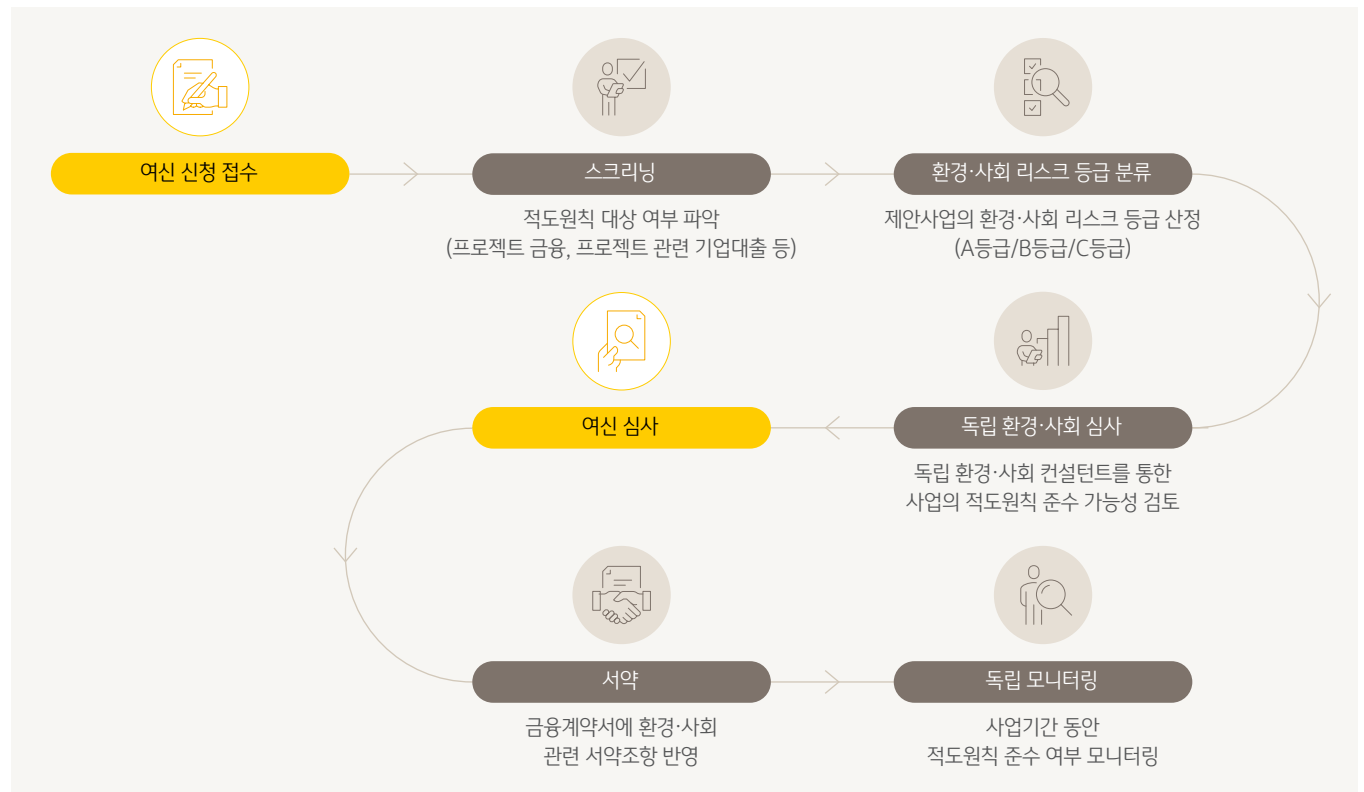 여신 신청 접수
스크리닝
적도원칙 대상 여부 파악
(프로젝트 금융, 프로젝트 관련 기업대출 등)
환경·사회 리스크 등급 분류
제안사업의 환경·사회 리스크 등급 산정
(A등급/B등급/C등급)
독립 환경·사회 심사
독립 환경·사회 컨설턴트를 통한
사업의 적도원칙 준수 가능성 검토
여신 심사
서약
금융계약서에 환경·사회
관련 서약조항 반영
독립 모니터링
사업기간 동안
적도원칙 준수 여부 모니터링